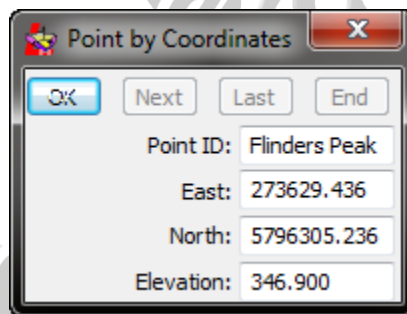 Point by Coordinates
OK Next Last End
Point ID: Flinders Peak
East: 273629.436
North: 5796305.236
Elevation: 346.900